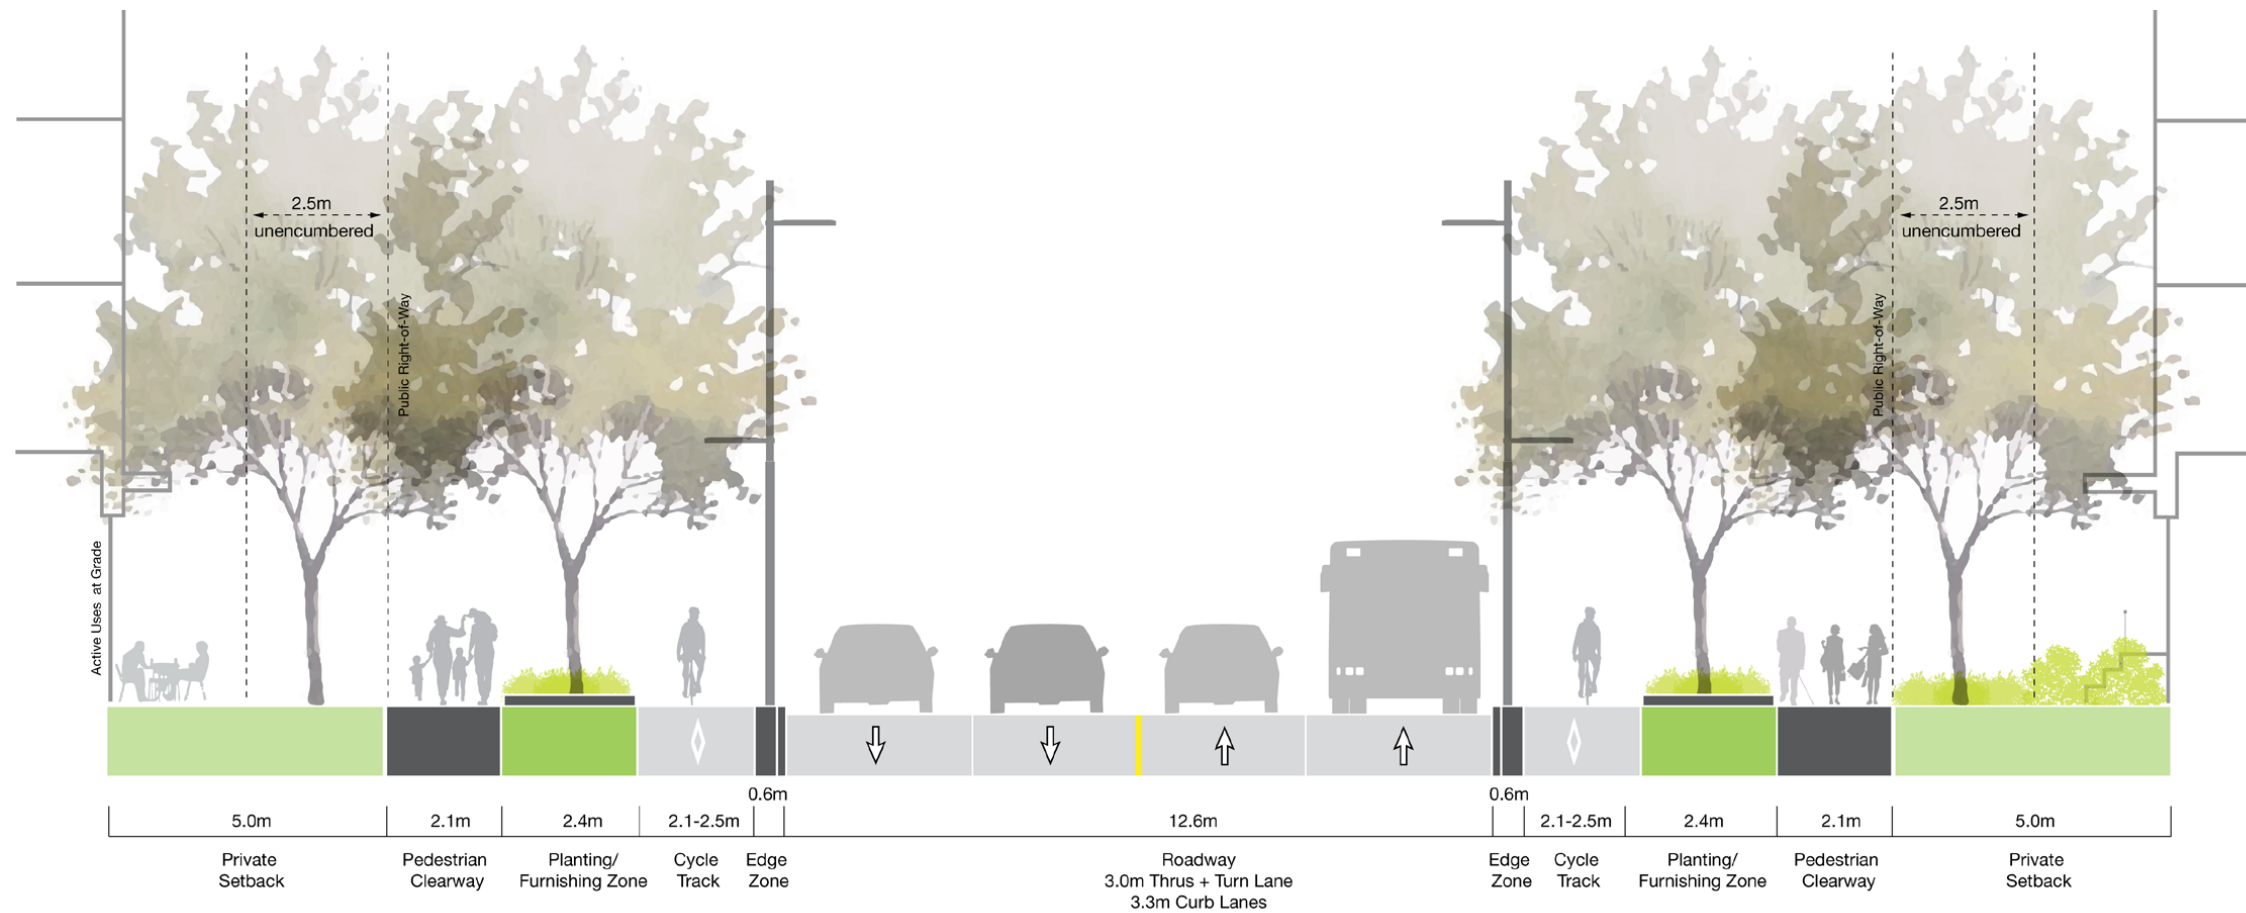 2.5m
unencumbered
2.5m
unencumbered
Public Right-of-Way
Public Right-of-Way
Active Uses at Grade
0.6m
0.6m
5.0m
2.1m
2.4m
2.1-2.5m
12.6m
2.1-2.5m
2.4m
2.1m
5.0m
Private
Setback
Pedestrian
Clearway
Planting/
Furnishing Zone
Cycle
Track
Edge
Zone
Roadway
3.0m Thrus + Turn Lane
3.3m Curb Lanes
Edge
Zone
Cycle
Track
Planting/
Furnishing Zone
Pedestrian
Clearway
Private
Setback